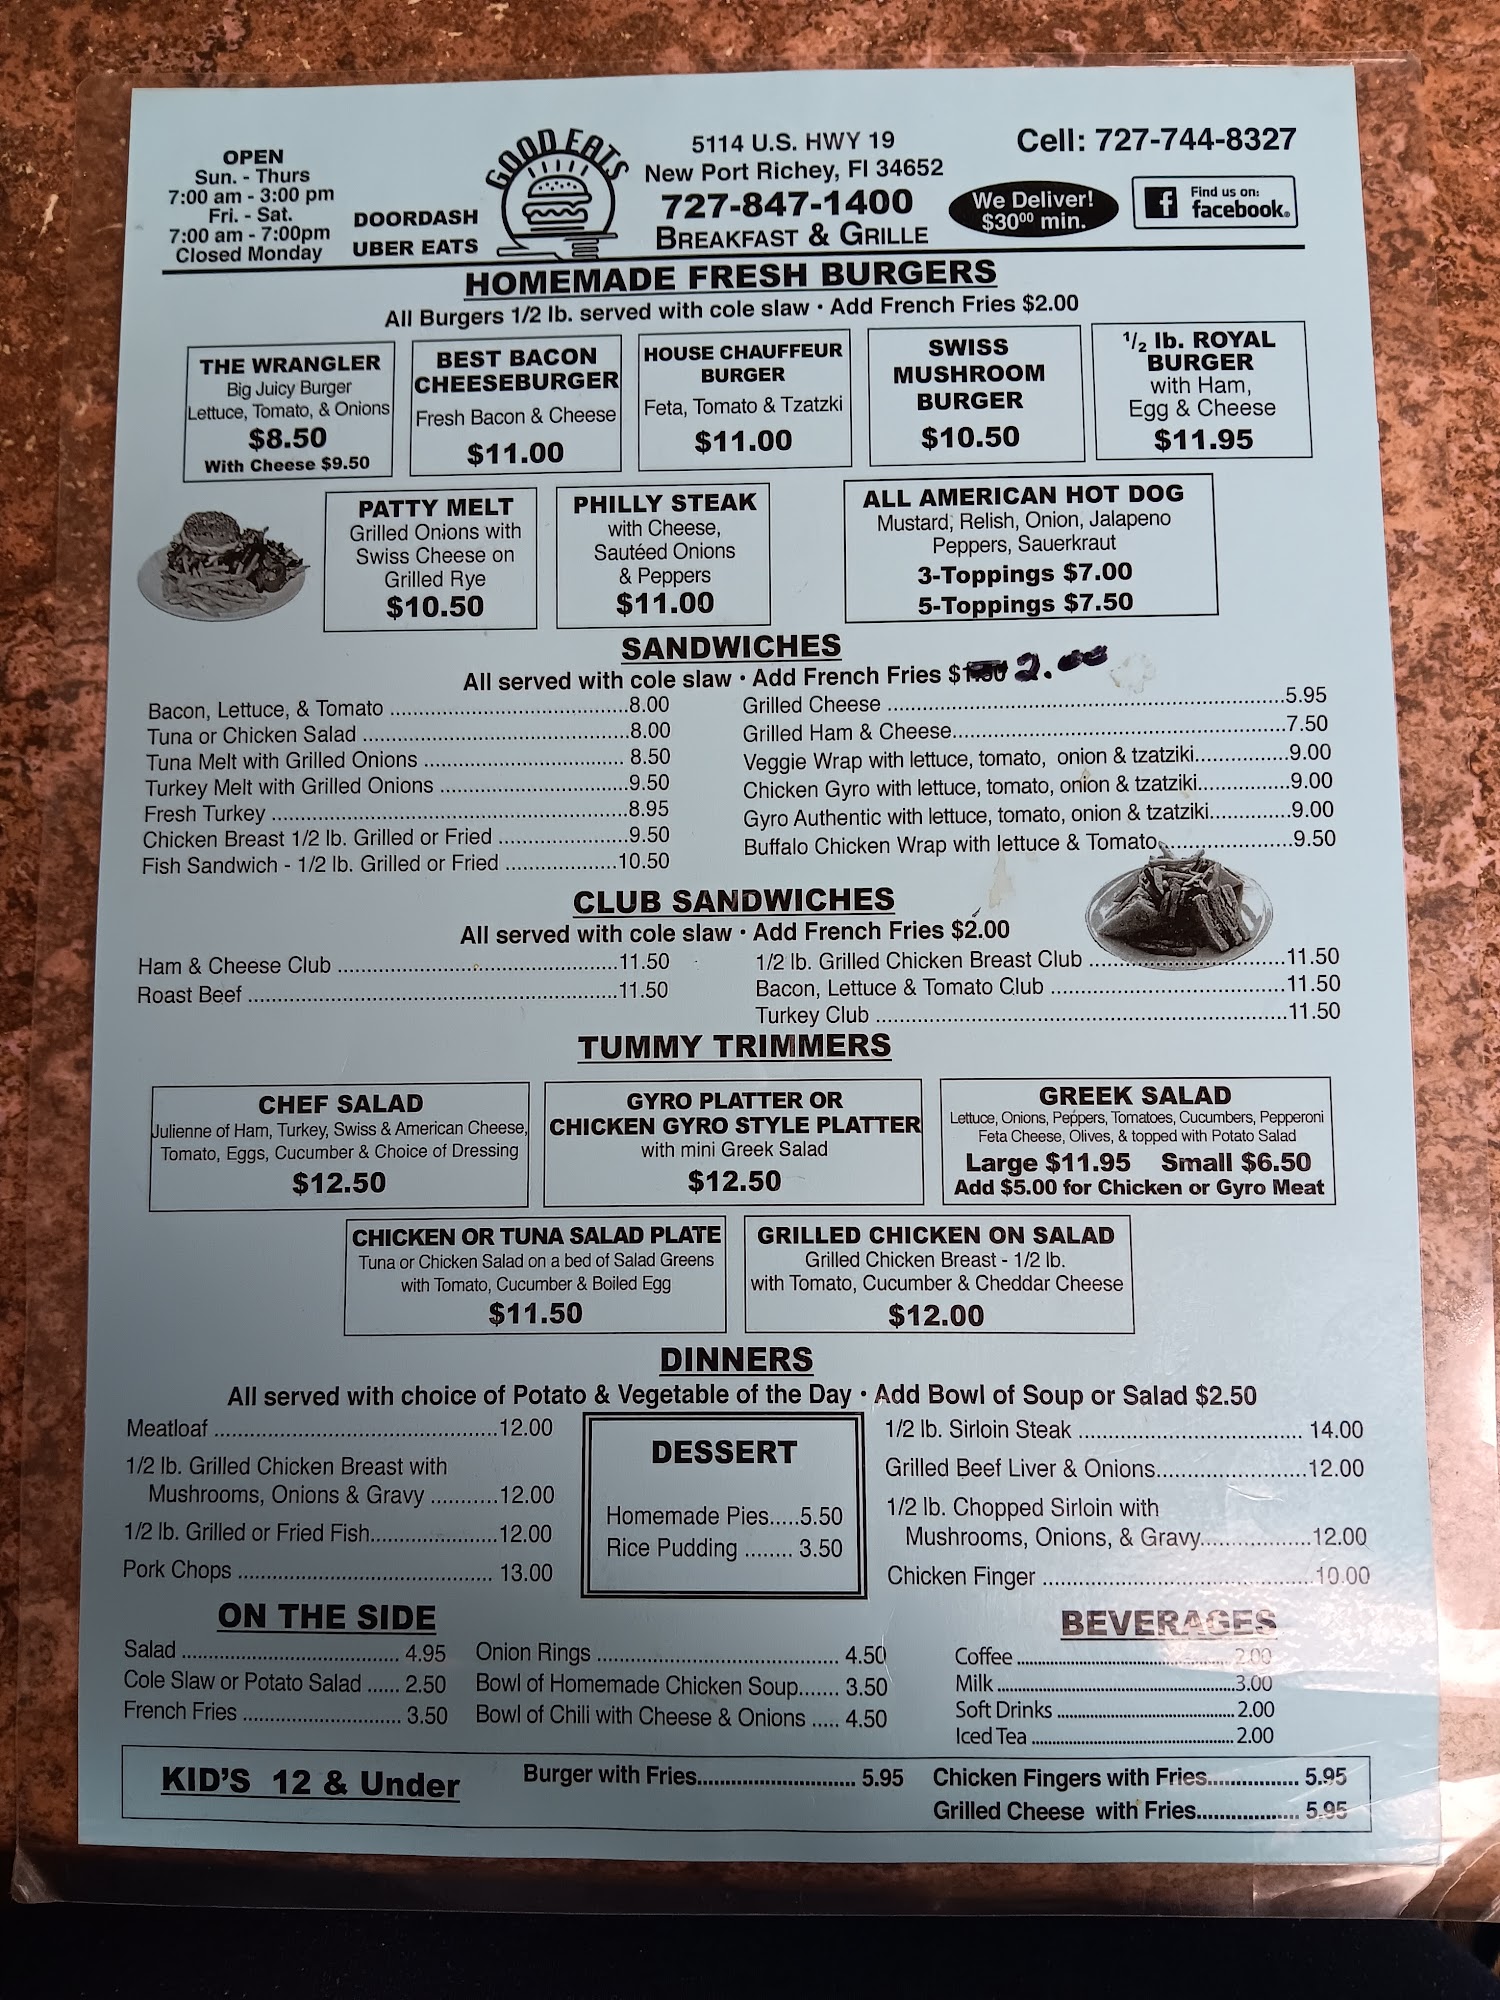 OPEN
Sun. - Thurs
7:00 am - 3:00 pm
Fri. - Sat.
7:00 am - 7:00pm
Closed Monday
DOORDASH
UBER EATS
GOOD EATS
5114 U.S. HWY 19
New Port Richey, Fl 34652
727-847-1400
BREAKFAST & GRILLE
Cell: 727-744-8327
We Deliver!
$30⁰⁰ min.
f
Find us on:
facebook.
HOMEMADE FRESH BURGERS
All Burgers 1/2 lb. served with cole slaw • Add French Fries $2.00
THE WRANGLER
Big Juicy Burger
Lettuce, Tomato, & Onions
$8.50
With Cheese $9.50
BEST BACON
CHEESEBURGER
Fresh Bacon & Cheese
$11.00
HOUSE CHAUFFEUR
BURGER
Feta, Tomato & Tzatzki
$11.00
SWISS
MUSHROOM
BURGER
$10.50
1/2 lb. ROYAL
BURGER
with Ham,
Egg & Cheese
$11.95
PATTY MELT
Grilled Onions with
Swiss Cheese on
Grilled Rye
$10.50
PHILLY STEAK
with Cheese,
Sautéed Onions
& Peppers
$11.00
ALL AMERICAN HOT DOG
Mustard, Relish, Onion, Jalapeno
Peppers, Sauerkraut
3-Toppings $7.00
5-Toppings $7.50
SANDWICHES
All served with cole slaw • Add French Fries $ 2.00
Bacon, Lettuce, & Tomato 8.00
Tuna or Chicken Salad 8.00
Tuna Melt with Grilled Onions 8.50
Turkey Melt with Grilled Onions 9.50
Fresh Turkey 8.95
Chicken Breast 1/2 lb. Grilled or Fried 9.50
Fish Sandwich - 1/2 lb. Grilled or Fried 10.50
Grilled Cheese 5.95
Grilled Ham & Cheese 7.50
Veggie Wrap with lettuce, tomato, onion & tzatziki 9.00
Chicken Gyro with lettuce, tomato, onion & tzatziki 9.00
Gyro Authentic with lettuce, tomato, onion & tzatziki 9.00
Buffalo Chicken Wrap with lettuce & Tomato 9.50
CLUB SANDWICHES
All served with cole slaw • Add French Fries $2.00
Ham & Cheese Club 11.50
Roast Beef 11.50
1/2 lb. Grilled Chicken Breast Club 11.50
Bacon, Lettuce & Tomato Club 11.50
Turkey Club 11.50
TUMMY TRIMMERS
CHEF SALAD
Julienne of Ham, Turkey, Swiss & American Cheese,
Tomato, Eggs, Cucumber & Choice of Dressing
$12.50
GYRO PLATTER OR
CHICKEN GYRO STYLE PLATTER
with mini Greek Salad
$12.50
GREEK SALAD
Lettuce, Onions, Peppers, Tomatoes, Cucumbers, Pepperoni
Feta Cheese, Olives, & topped with Potato Salad
Large $11.95 Small $6.50
Add $5.00 for Chicken or Gyro Meat
CHICKEN OR TUNA SALAD PLATE
Tuna or Chicken Salad on a bed of Salad Greens
with Tomato, Cucumber & Boiled Egg
$11.50
GRILLED CHICKEN ON SALAD
Grilled Chicken Breast - 1/2 lb.
with Tomato, Cucumber & Cheddar Cheese
$12.00
DINNERS
All served with choice of Potato & Vegetable of the Day • Add Bowl of Soup or Salad $2.50
Meatloaf 12.00
1/2 lb. Grilled Chicken Breast with
Mushrooms, Onions & Gravy 12.00
1/2 lb. Grilled or Fried Fish 12.00
Pork Chops 13.00
DESSERT
Homemade Pies 5.50
Rice Pudding 3.50
1/2 lb. Sirloin Steak 14.00
Grilled Beef Liver & Onions 12.00
1/2 lb. Chopped Sirloin with
Mushrooms, Onions, & Gravy 12.00
Chicken Finger 10.00
ON THE SIDE
Salad 4.95
Cole Slaw or Potato Salad 2.50
French Fries 3.50
Onion Rings 4.50
Bowl of Homemade Chicken Soup 3.50
Bowl of Chili with Cheese & Onions 4.50
BEVERAGES
Coffee 2.00
Milk 3.00
Soft Drinks 2.00
Iced Tea 2.00
KID'S 12 & Under
Burger with Fries 5.95
Chicken Fingers with Fries 5.95
Grilled Cheese with Fries 5.95